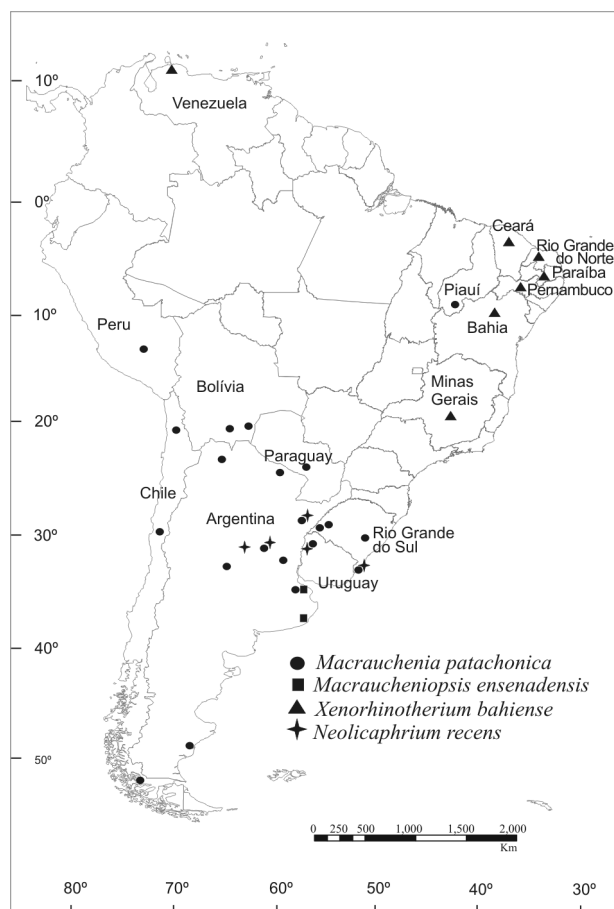 10º
Venezuela
0º
Ceará
Rio Grande
do Norte
Paraíba
Piauí
Pernambuco
10º
Peru
Bahia
Bolívia
Minas
Gerais
20º
Paraguay
Chile
Argentina
30º
Rio Grande
do Sul
Uruguay
40º
Macrauchenia patachonica
Macraucheniopsis ensenadensis
Xenorhinotherium bahiense
Neolicaphrium recens
50º
0 250 500 1,000 1,500 2,000
Km
80º 70º 60º 50º 40º 30º